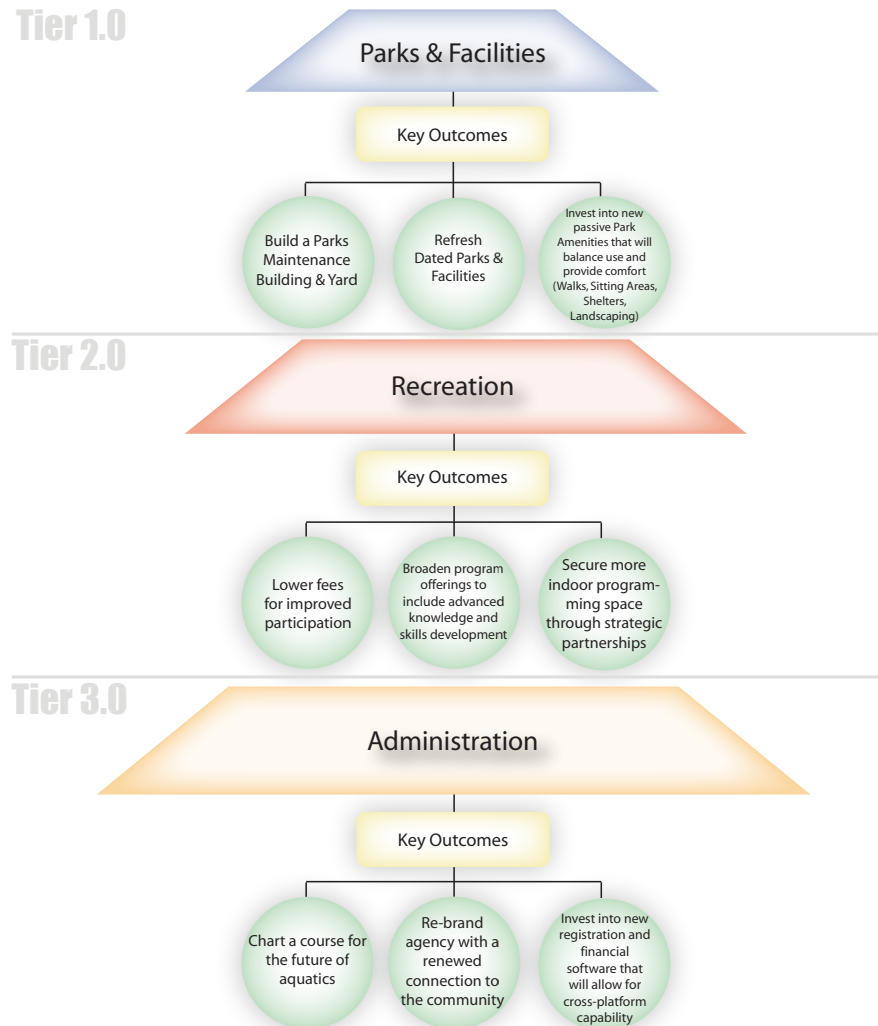 Tier 1.0
Parks & Facilities
Key Outcomes
Build a Parks
Maintenance
Building & Yard
Refresh
Dated Parks &
Facilities
Invest into new
passive Park
Amenities that will
balance use and
provide comfort
(Walks, Sitting Areas,
Shelters,
Landscaping)
Tier 2.0
Recreation
Key Outcomes
Lower fees
for improved
participation
Broaden program
offerings to
include advanced
knowledge and
skills development
Secure more
indoor program-
ming space
through strategic
partnerships
Tier 3.0
Administration
Key Outcomes
Chart a course for
the future of
aquatics
Re-brand
agency with a
renewed
connection to
the community
Invest into new
registration and
financial
software that
will allow for
cross-platform
capability